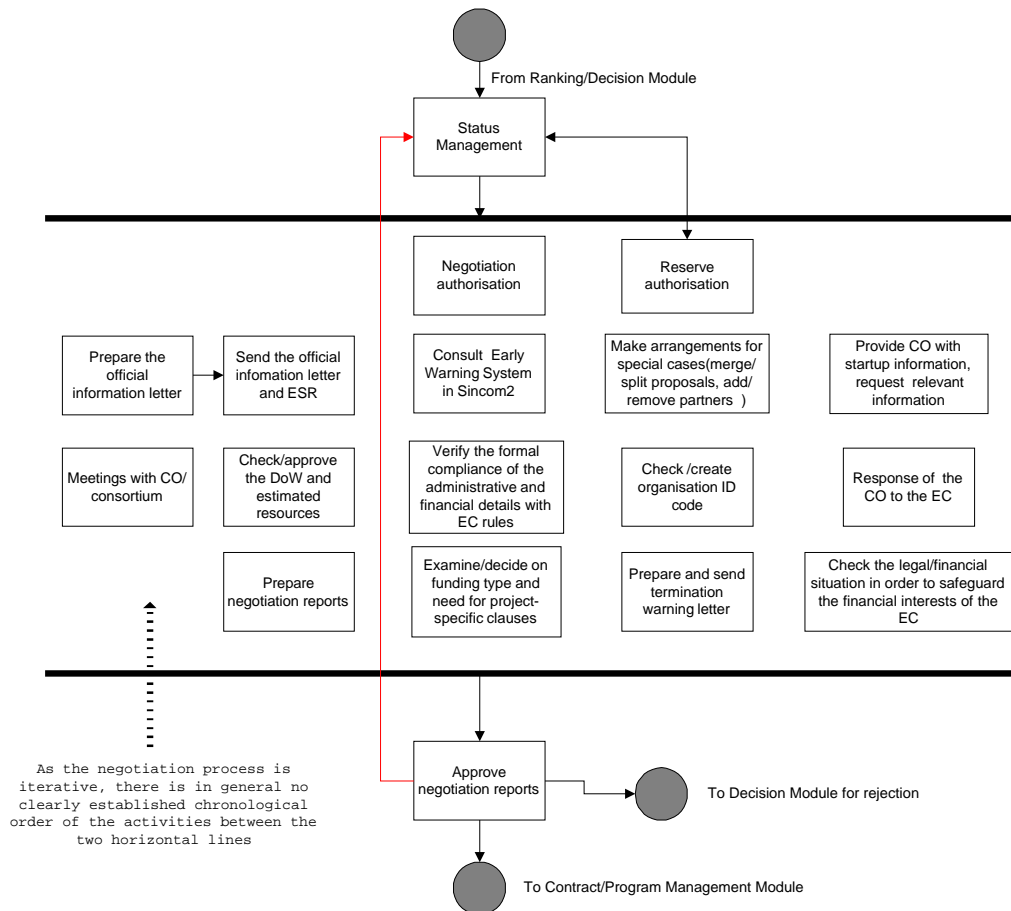 From Ranking/Decision Module
Status
Management
Negotiation
authorisation
Reserve
authorisation
Prepare the
official
information letter
Send the official
infomation letter
and ESR
Consult Early
Warning System
in Sincom2
Make arrangements for
special cases(merge/
split proposals, add/
remove partners )
Provide CO with
startup information,
request relevant
information
Meetings with CO/
consortium
Check/approve
the DoW and
estimated
resources
Verify the formal
compliance of the
administrative and
financial details with
EC rules
Check /create
organisation ID
code
Response of the
CO to the EC
Prepare
negotiation reports
Examine/decide on
funding type and
need for project-
specific clauses
Prepare and send
termination
warning letter
Check the legal/financial
situation in order to safeguard
the financial interests of the
EC
As the negotiation process is
iterative, there is in general no
clearly established chronological
order of the activities between the
two horizontal lines
Approve
negotiation reports
To Decision Module for rejection
To Contract/Program Management Module